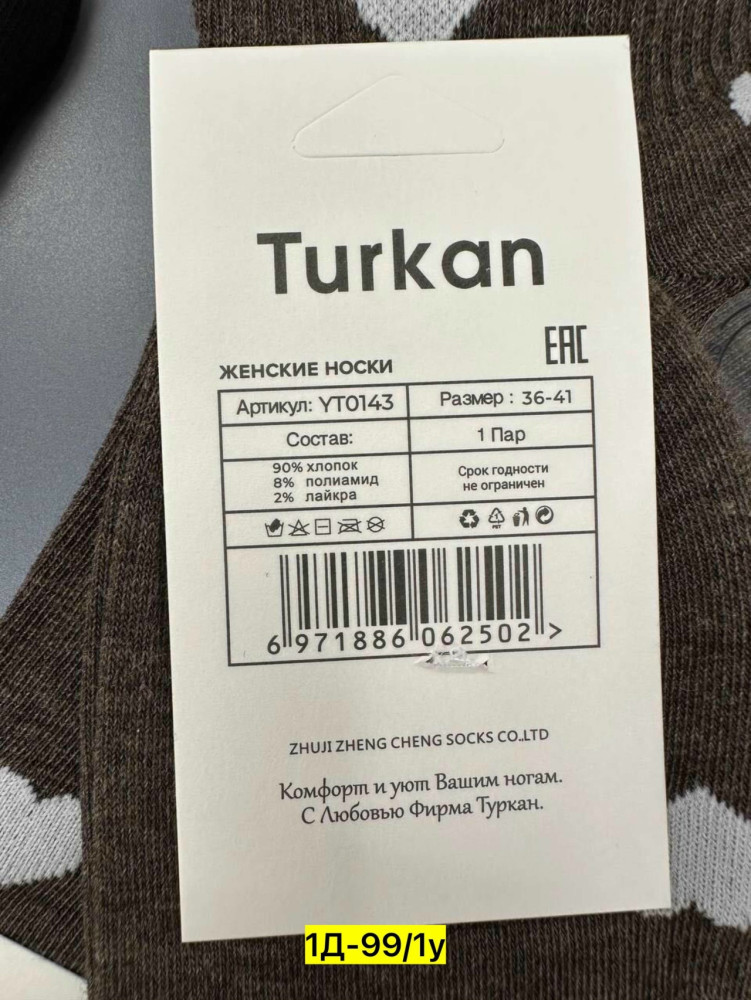 Turkan
EAC
ЖЕНСКИЕ НОСКИ
Артикул: YT0143
Размер : 36-41
Состав:
1 Пар
90% хлопок
8% полиамид
2% лайкра
Срок годности
не ограничен
6 971886 062502 >
ZHUJI ZHENG CHENG SOCKS CO.,LTD
Комфорт и уют Вашим ногам.
С Любовью Фирма Туркан.
1Д-99/1у